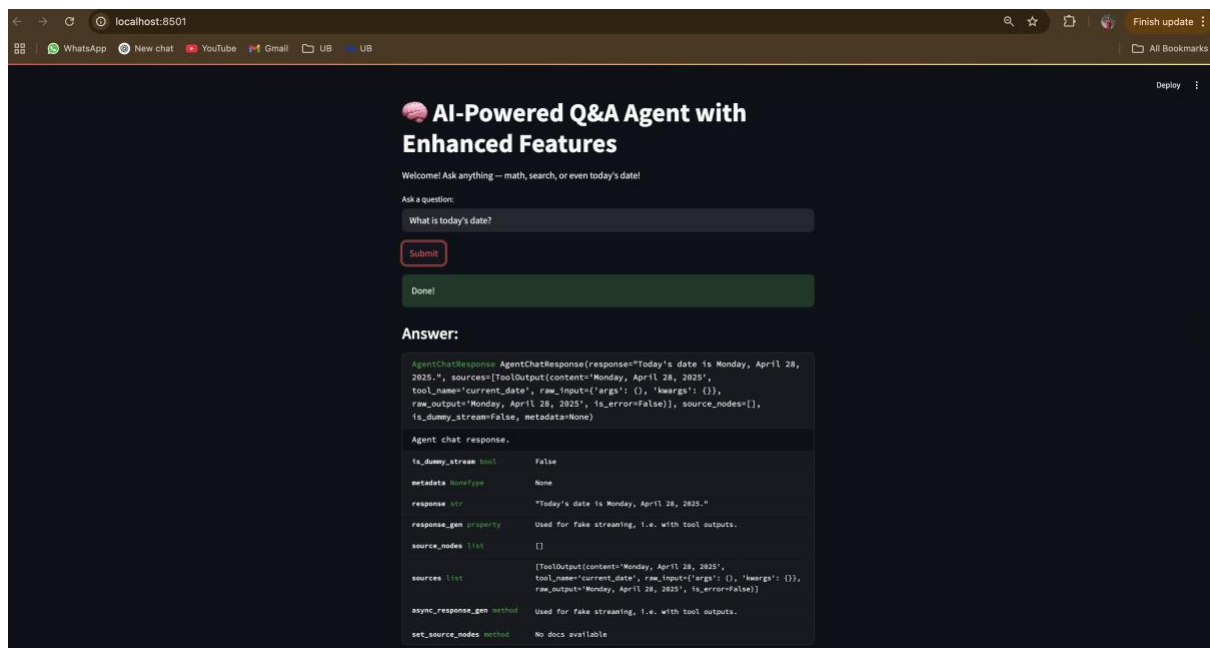 localhost:8501
Finish update
WhatsApp New chat YouTube Gmail UB UB All Bookmarks
Deploy
AI-Powered Q&A Agent with
Enhanced Features
Welcome! Ask anything — math, search, or even today's date!
Ask a question:
What is today's date?
Submit
Done!
Answer:
AgentChatResponse AgentChatResponse(response="Today's date is Monday, April 28,
2025.", sources=[ToolOutput(content='Monday, April 28, 2025',
tool_name='current_date', raw_input={'args': (), 'kwargs': {}},
raw_output='Monday, April 28, 2025', is_error=False)], source_nodes=[],
is_dummy_stream=False, metadata=None)
Agent chat response.
is_dummy_stream bool False
metadata NoneType None
response str "Today's date is Monday, April 28, 2025."
response_gen property Used for fake streaming, i.e. with tool outputs.
source_nodes list []
[ToolOutput(content='Monday, April 28, 2025',
sources list tool_name='current_date', raw_input={'args': (), 'kwargs': {}},
raw_output='Monday, April 28, 2025', is_error=False)]
async_response_gen method Used for fake streaming, i.e. with tool outputs.
set_source_nodes method No docs available